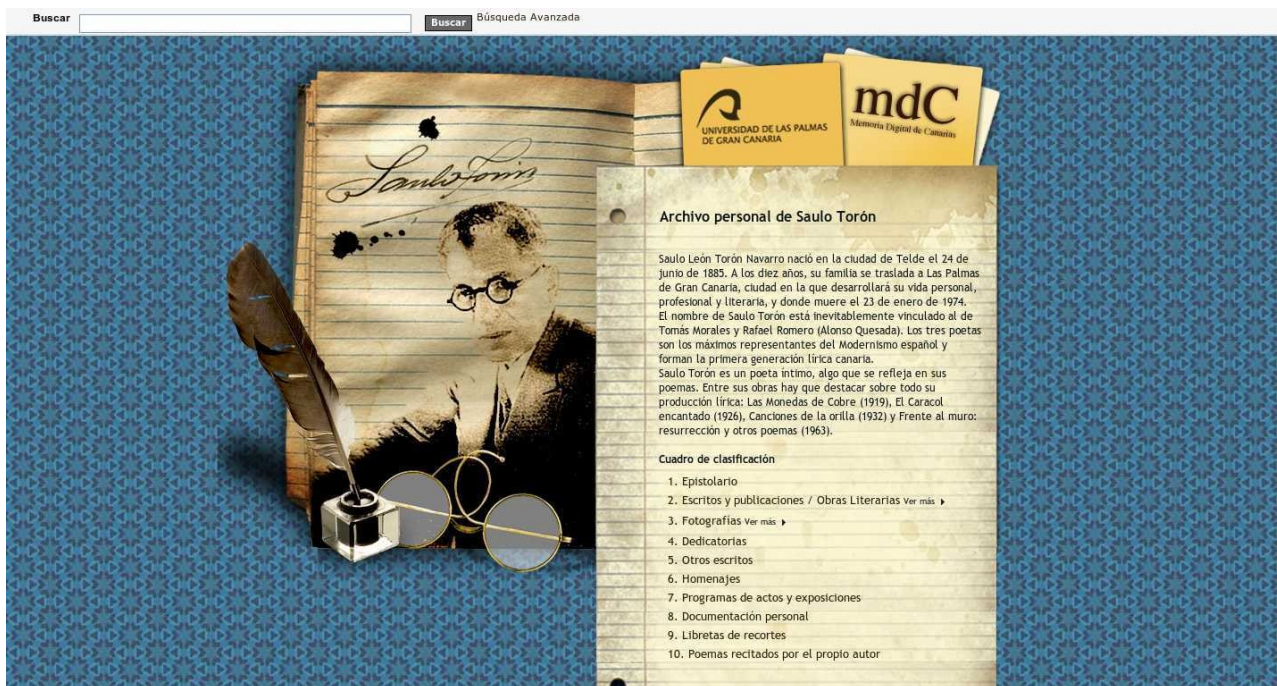 Buscar
Buscar
Búsqueda Avanzada
Saulo Torón
UNIVERSIDAD DE LAS PALMAS
DE GRAN CANARIA
mdC
Memoria Digital de Canarias
Archivo personal de Saulo Torón
Saulo León Torón Navarro nació en la ciudad de Telde el 24 de
junio de 1885. A los diez años, su familia se traslada a Las Palmas
de Gran Canaria, ciudad en la que desarrollará su vida personal,
profesional y literaria, y donde muere el 23 de enero de 1974.
El nombre de Saulo Torón está inevitablemente vinculado al de
Tomás Morales y Rafael Romero (Alonso Quesada). Los tres poetas
son los máximos representantes del Modernismo español y
forman la primera generación lírica canaria.
Saulo Torón es un poeta íntimo, algo que se refleja en sus
poemas. Entre sus obras hay que destacar sobre todo su
producción lírica: Las Monedas de Cobre (1919), El Caracol
encantado (1926), Canciones de la orilla (1932) y Frente al muro:
resurrección y otros poemas (1963).
Cuadro de clasificación
1. Epistolario
2. Escritos y publicaciones / Obras Literarias Ver más
3. Fotografías Ver más
4. Dedicatorias
5. Otros escritos
6. Homenajes
7. Programas de actos y exposiciones
8. Documentación personal
9. Libretas de recortes
10. Poemas recitados por el propio autor